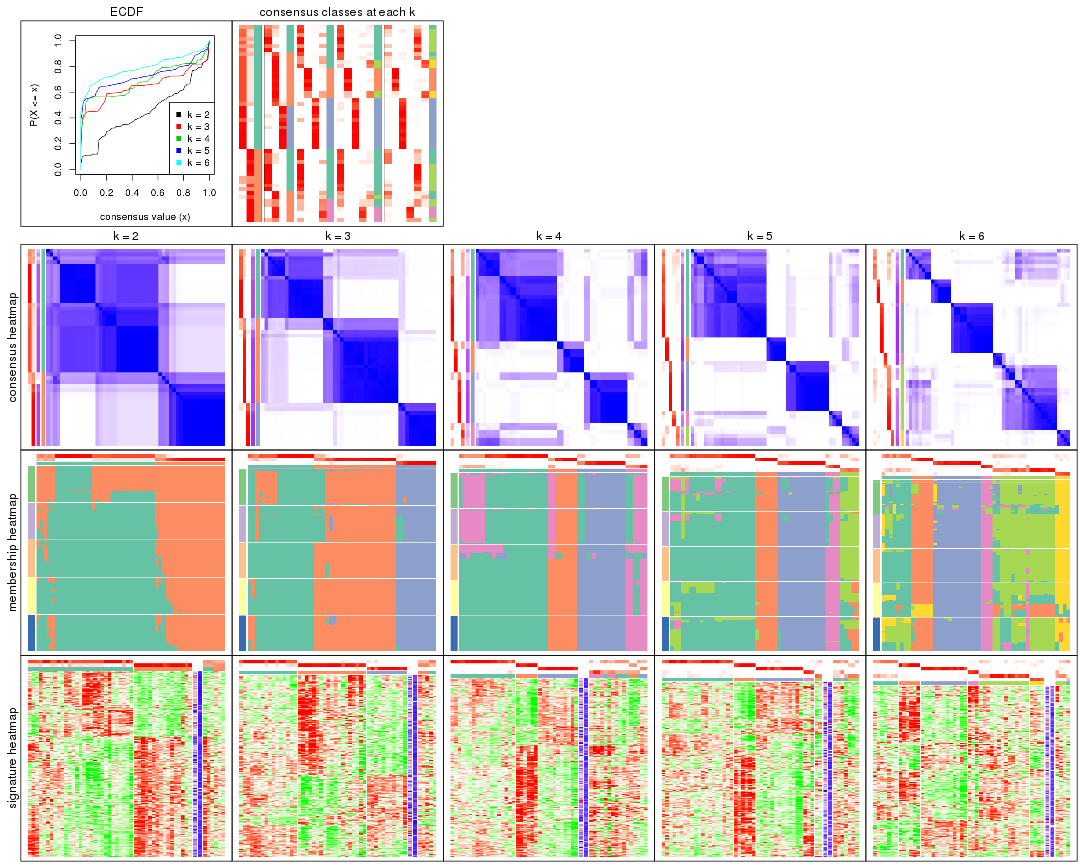 ECDF
consensus classes at each k
P(X <= x)
0.0 0.2 0.4 0.6 0.8 1.0
k = 2
k = 3
k = 4
k = 5
k = 6
0.0 0.2 0.4 0.6 0.8 1.0
consensus value (x)
k = 2
k = 3
k = 4
k = 5
k = 6
consensus heatmap
membership heatmap
signature heatmap